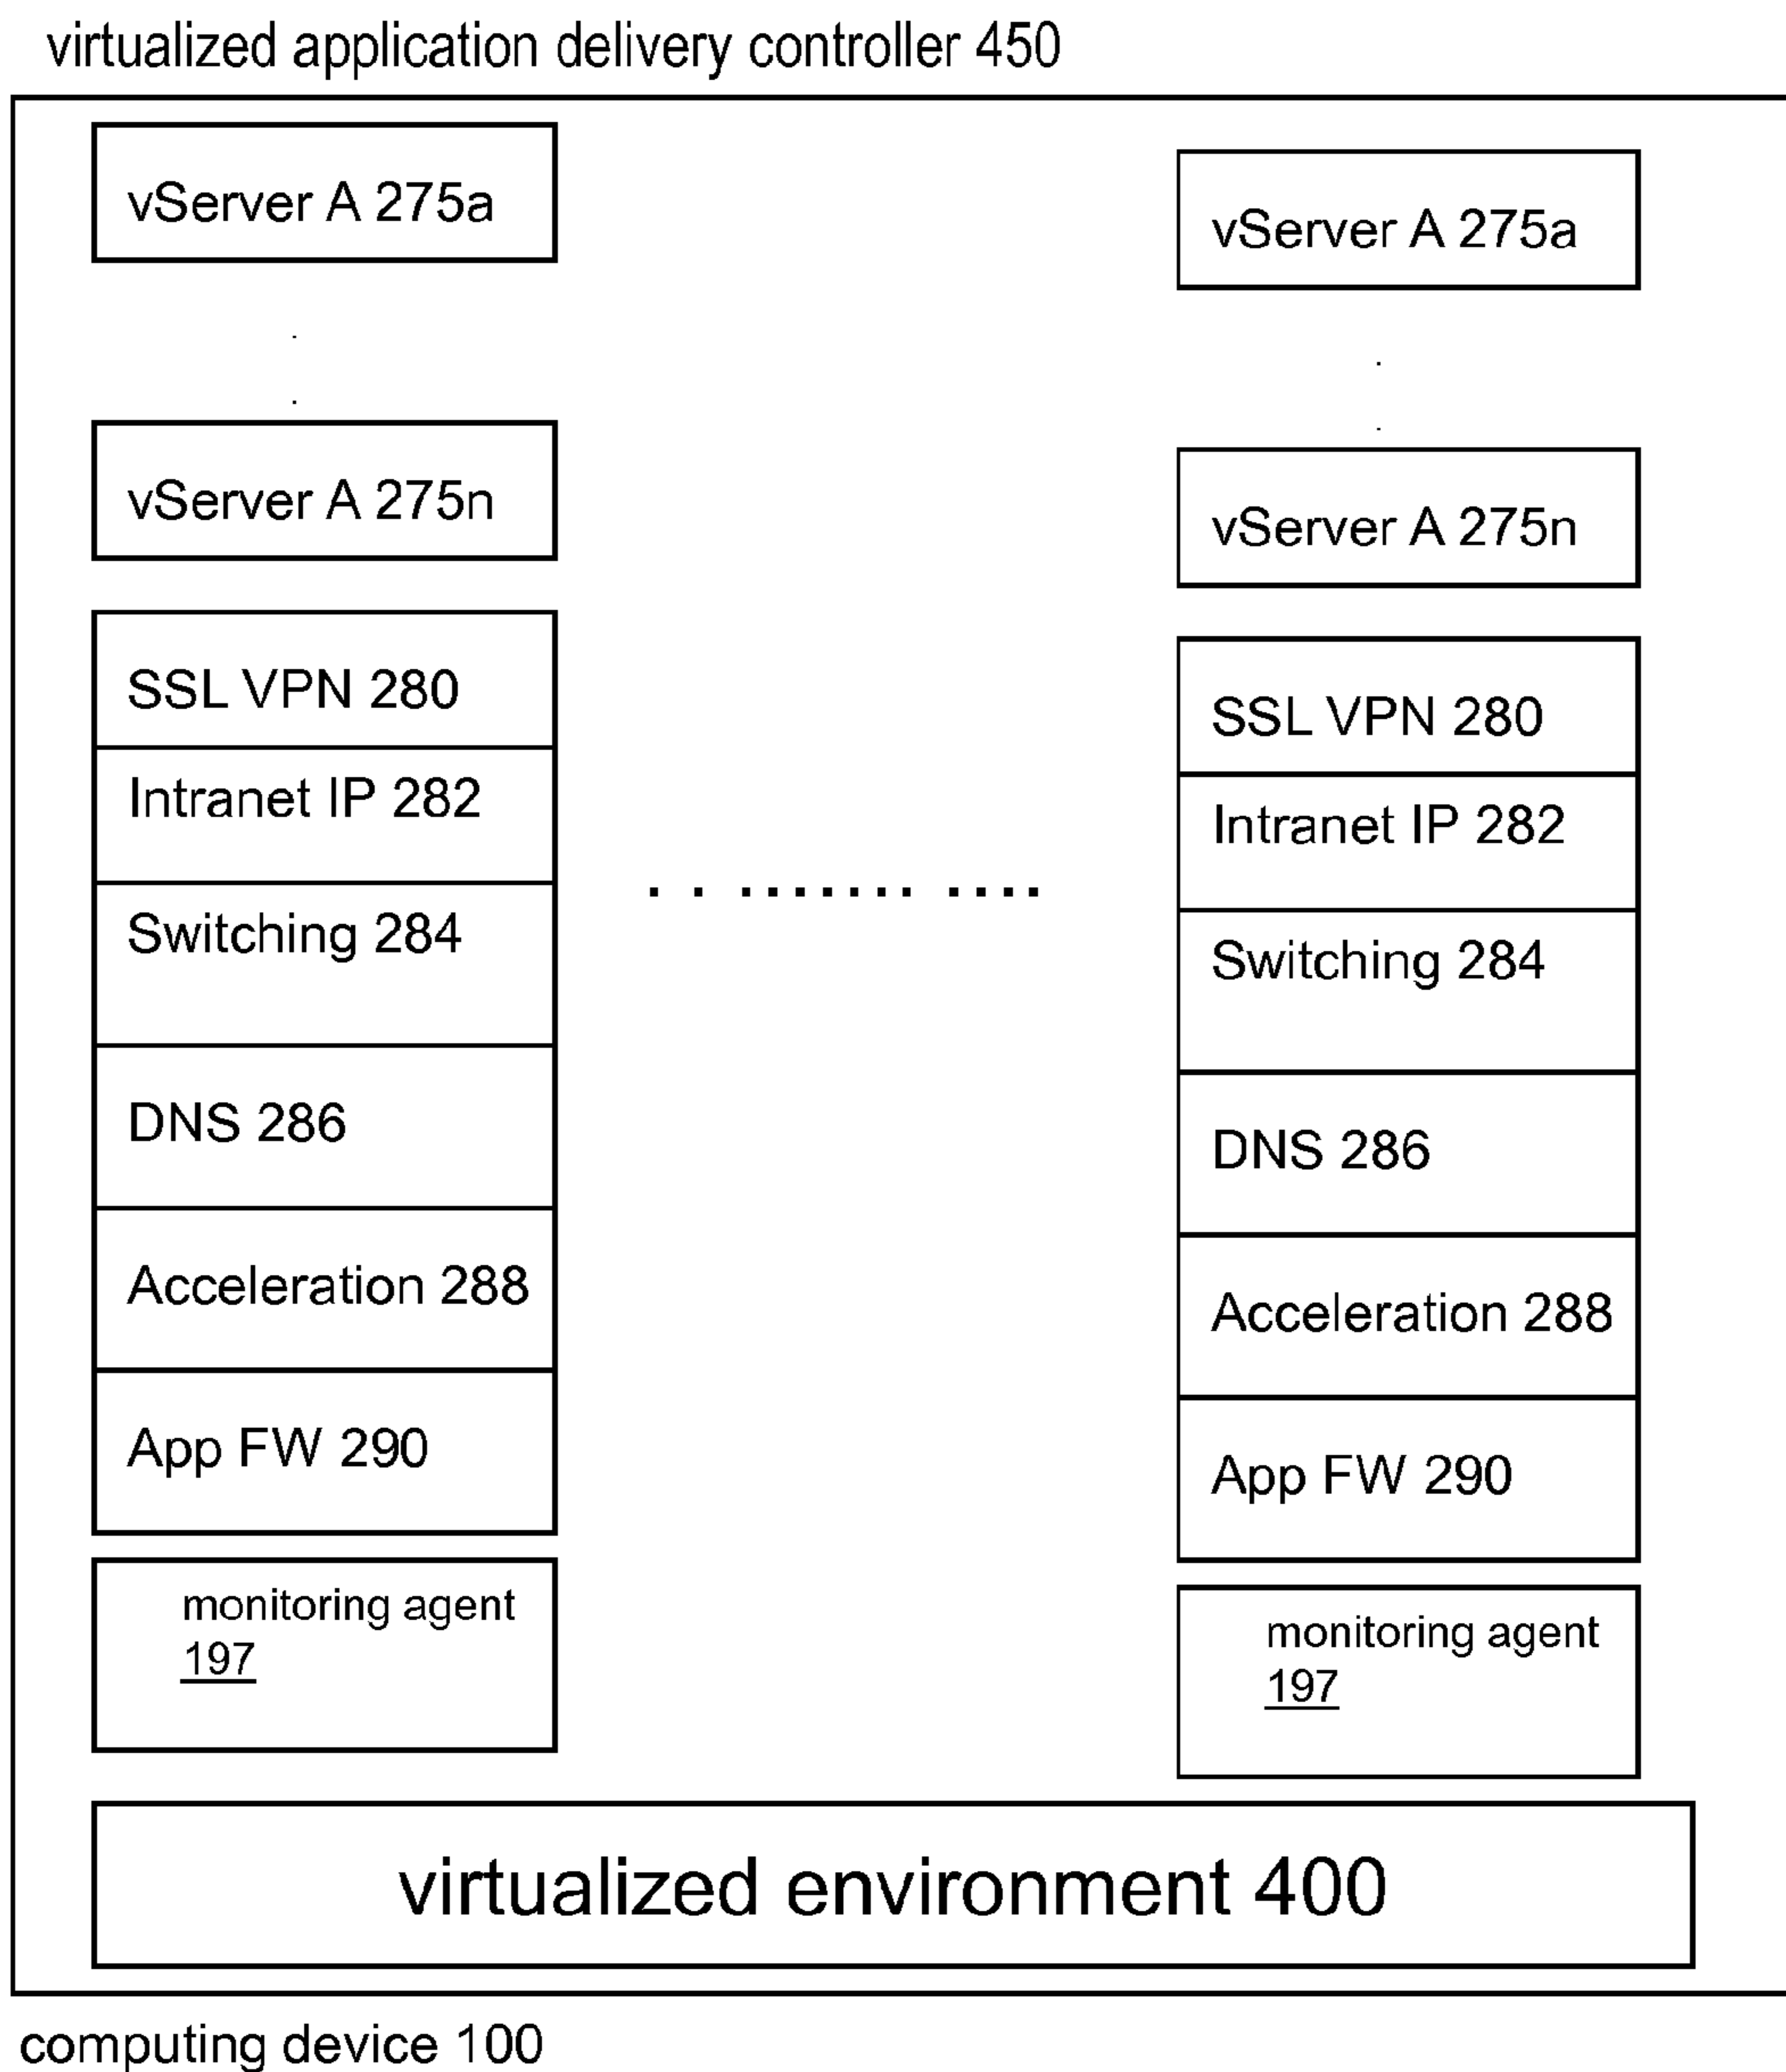 virtualized application delivery controller 450
vServer A 275a
vServer A 275n
SSL VPN 280
Intranet IP 282
Switching 284
DNS 286
Acceleration 288
App FW 290
monitoring agent
197
vServer A 275a
vServer A 275n
SSL VPN 280
Intranet IP 282
Switching 284
DNS 286
Acceleration 288
App FW 290
monitoring agent
197
virtualized environment 400
computing device 100